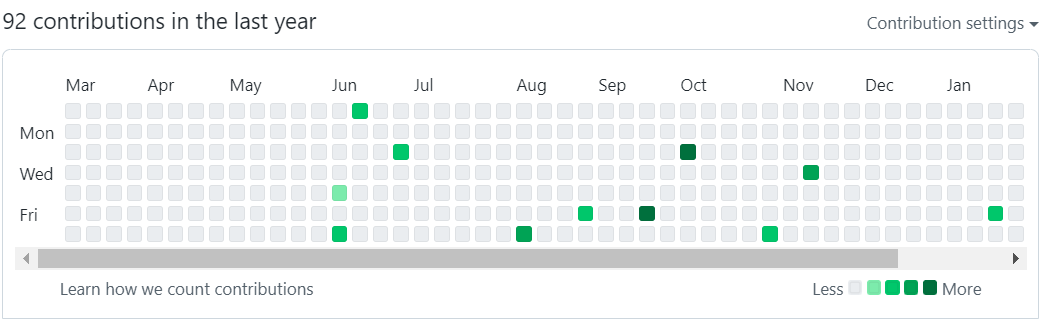 92 contributions in the last year
Contribution settings
Mar Apr May Jun Jul Aug Sep Oct Nov Dec Jan
Mon
Wed
Fri
Learn how we count contributions
Less More